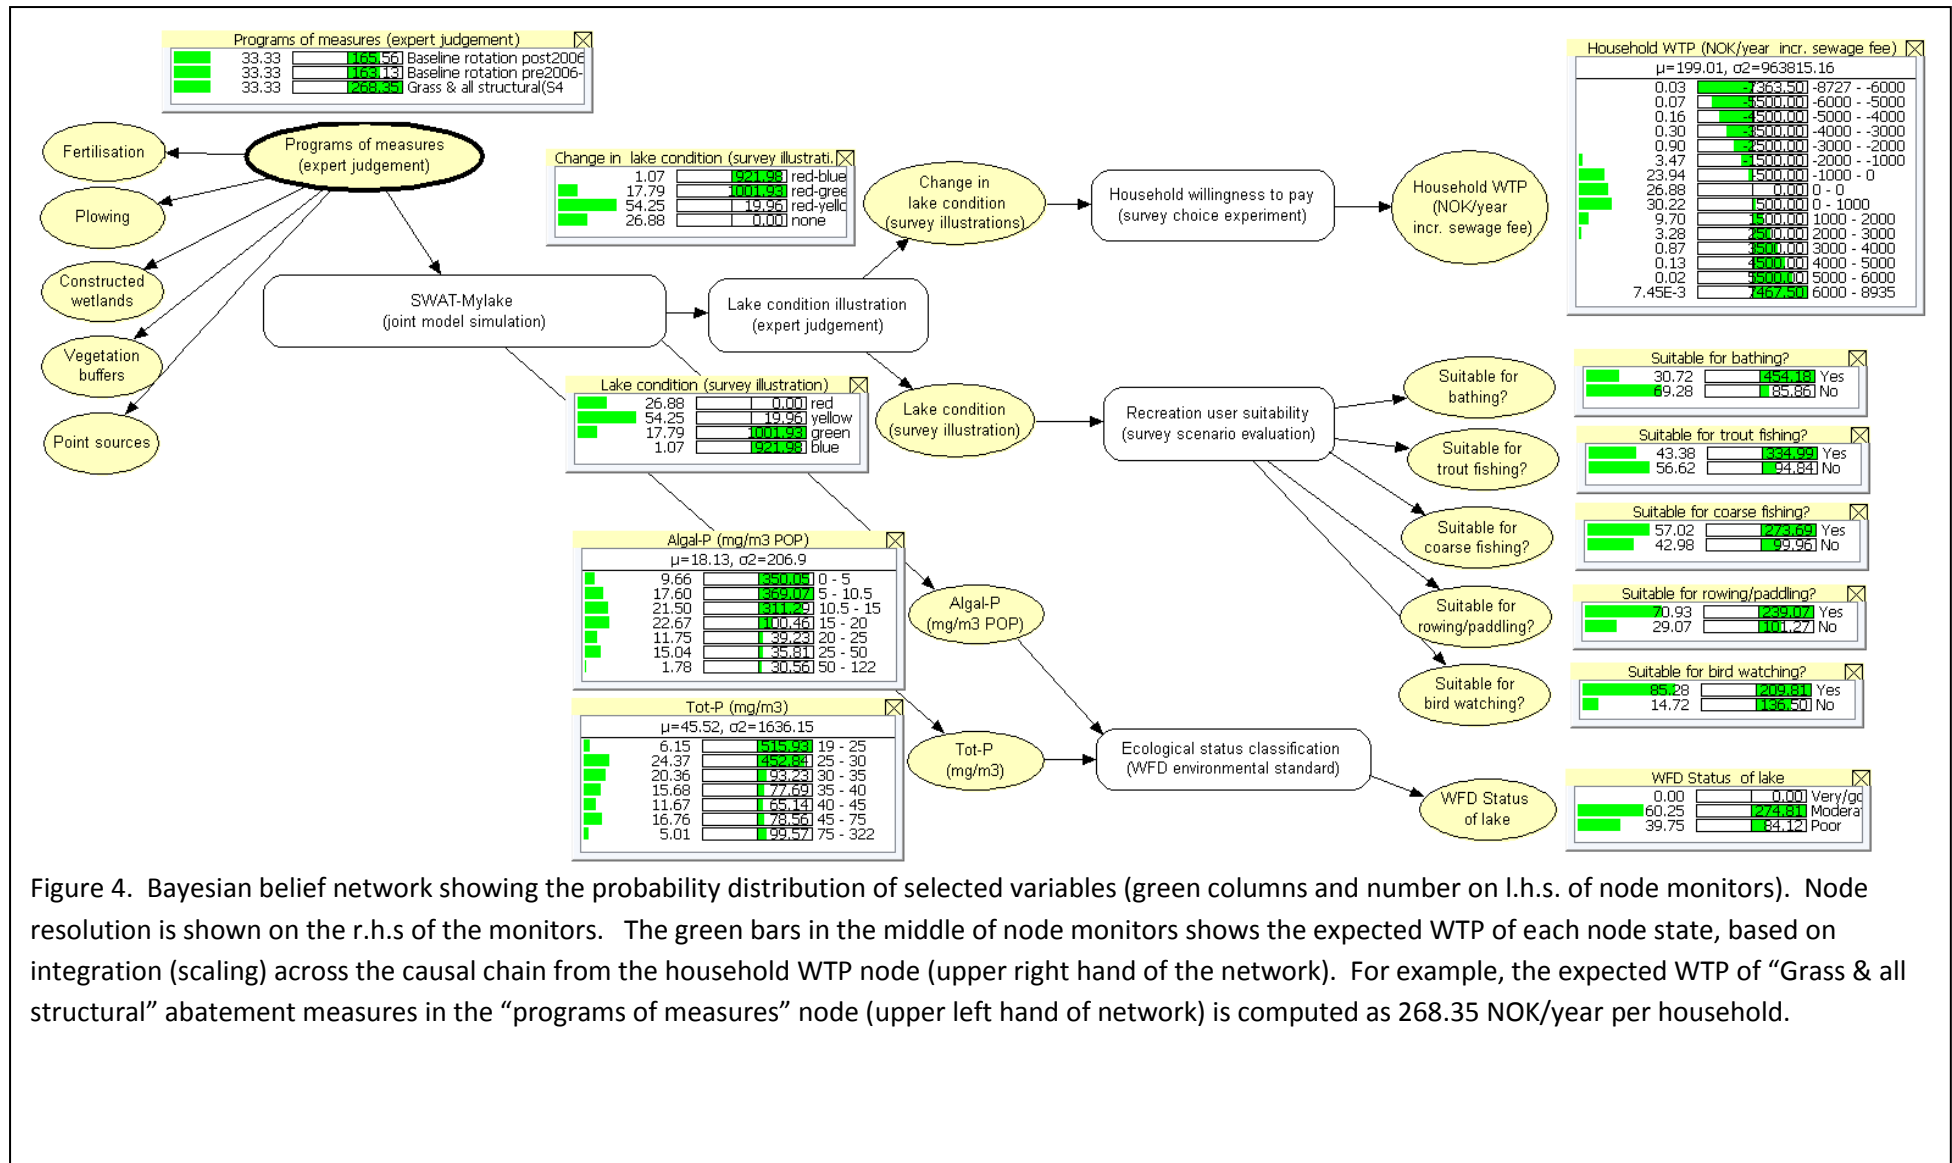 Programs of measures (expert judgement)
33.33 165.56 Baseline rotation post2006
33.33 163.13 Baseline rotation pre2006-
33.33 268.35 Grass & all structural(S4
Household WTP (NOK/year incr. sewage fee)
μ=199.01, σ2=963815.16
0.03 -7363.50 -8727 - -6000
0.07 -5500.00 -6000 - -5000
0.16 -4500.00 -5000 - -4000
0.30 -3500.00 -4000 - -3000
0.90 -2500.00 -3000 - -2000
3.47 -1500.00 -2000 - -1000
23.94 -500.00 -1000 - 0
26.88 0.00 0 - 0
30.22 500.00 0 - 1000
9.70 1500.00 1000 - 2000
3.28 2500.00 2000 - 3000
0.87 3500.00 3000 - 4000
0.13 4500.00 4000 - 5000
0.02 5500.00 5000 - 6000
7.45E-3 7467.50 6000 - 8935
Programs of measures
(expert judgement)
Fertilisation
Plowing
Constructed
wetlands
Vegetation
buffers
Point sources
Change in lake condition (survey illustrati.
1.07 921.98 red-blue
17.79 1001.93 red-gree
54.25 19.96 red-yello
26.88 0.00 none
Change in
lake condition
(survey illustrations)
Household willingness to pay
(survey choice experiment)
Household WTP
(NOK/year
incr. sewage fee)
SWAT-Mylake
(joint model simulation)
Lake condition illustration
(expert judgement)
Lake condition (survey illustration)
26.88 0.00 red
54.25 19.96 yellow
17.79 1001.93 green
1.07 921.98 blue
Lake condition
(survey illustration)
Recreation user suitability
(survey scenario evaluation)
Suitable for
bathing?
Suitable for
trout fishing?
Suitable for
coarse fishing?
Suitable for
rowing/paddling?
Suitable for
bird watching?
Suitable for bathing?
30.72 454.18 Yes
69.28 85.86 No
Suitable for trout fishing?
43.38 334.99 Yes
56.62 94.84 No
Suitable for coarse fishing?
57.02 273.69 Yes
42.98 99.96 No
Suitable for rowing/paddling?
70.93 239.07 Yes
29.07 101.27 No
Suitable for bird watching?
85.28 209.81 Yes
14.72 136.50 No
Algal-P (mg/m3 POP)
μ=18.13, σ2=206.9
9.66 350.05 0 - 5
17.60 369.07 5 - 10.5
21.50 311.29 10.5 - 15
22.67 100.46 15 - 20
11.75 39.23 20 - 25
15.04 35.81 25 - 50
1.78 30.56 50 - 122
Algal-P
(mg/m3 POP)
Tot-P (mg/m3)
μ=45.52, σ2=1636.15
6.15 515.93 19 - 25
24.37 452.84 25 - 30
20.36 93.23 30 - 35
15.68 77.69 35 - 40
11.67 65.14 40 - 45
16.76 78.56 45 - 75
5.01 99.57 75 - 322
Tot-P
(mg/m3)
Ecological status classification
(WFD environmental standard)
WFD Status
of lake
WFD Status of lake
0.00 0.00 Very/go
60.25 274.81 Modera
39.75 84.12 Poor
Figure 4. Bayesian belief network showing the probability distribution of selected variables (green columns and number on l.h.s. of node monitors). Node
resolution is shown on the r.h.s of the monitors. The green bars in the middle of node monitors shows the expected WTP of each node state, based on
integration (scaling) across the causal chain from the household WTP node (upper right hand of the network). For example, the expected WTP of “Grass & all
structural” abatement measures in the “programs of measures” node (upper left hand of network) is computed as 268.35 NOK/year per household.